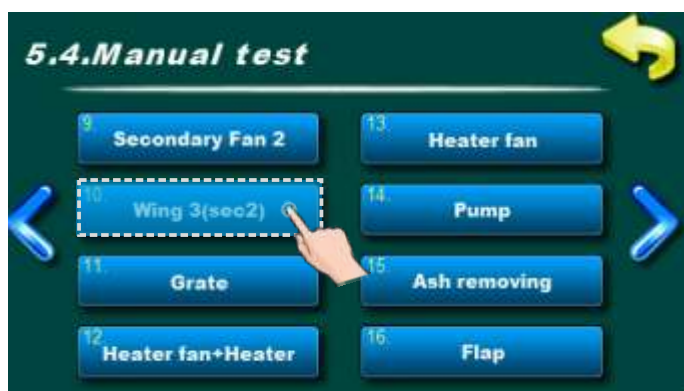 5.4.Manual test
9.
Secondary Fan 2
10.
Wing 3(sec2)
11.
Grate
12.
Heater fan+Heater
13.
Heater fan
14.
Pump
15.
Ash removing
16.
Flap